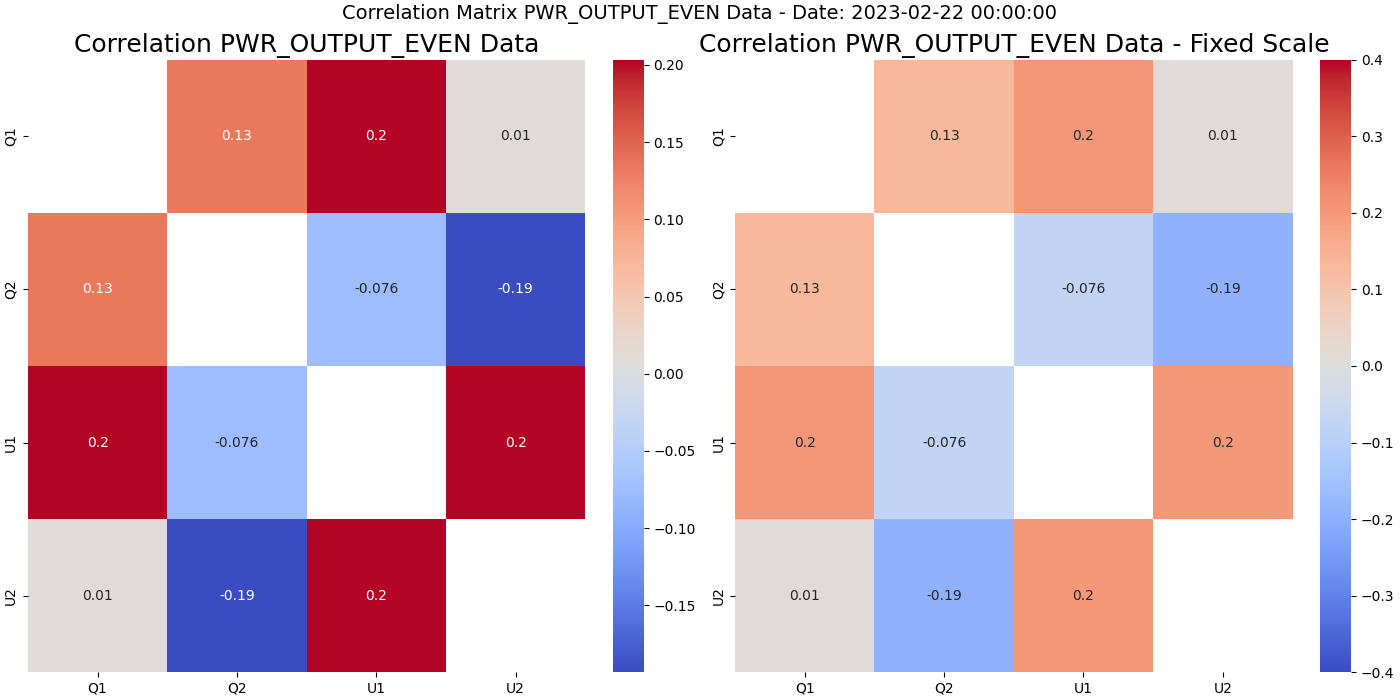 Correlation Matrix PWR_OUTPUT_EVEN Data - Date: 2023-02-22 00:00:00
Correlation PWR_OUTPUT_EVEN Data
Q1
0.13
0.2
0.01
Q2
0.13
-0.076
-0.19
U1
0.2
-0.076
0.2
U2
0.01
-0.19
0.2
Q1
Q2
U1
U2
0.20
0.15
0.10
0.05
0.00
−0.05
−0.10
−0.15
Correlation PWR_OUTPUT_EVEN Data - Fixed Scale
Q1
0.13
0.2
0.01
Q2
0.13
-0.076
-0.19
U1
0.2
-0.076
0.2
U2
0.01
-0.19
0.2
Q1
Q2
U1
U2
0.4
0.3
0.2
0.1
0.0
−0.1
−0.2
−0.3
−0.4